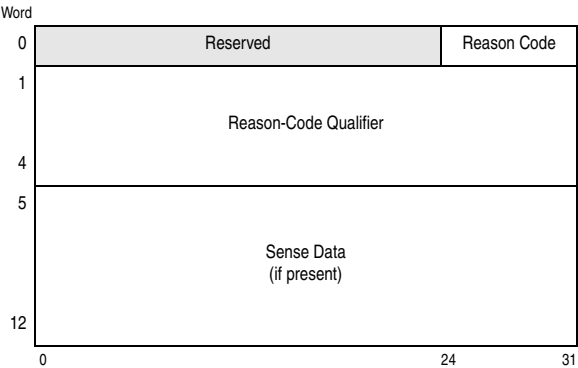 Word
0 Reserved Reason Code
1
Reason-Code Qualifier
4
5
Sense Data
(if present)
12
0 24 31